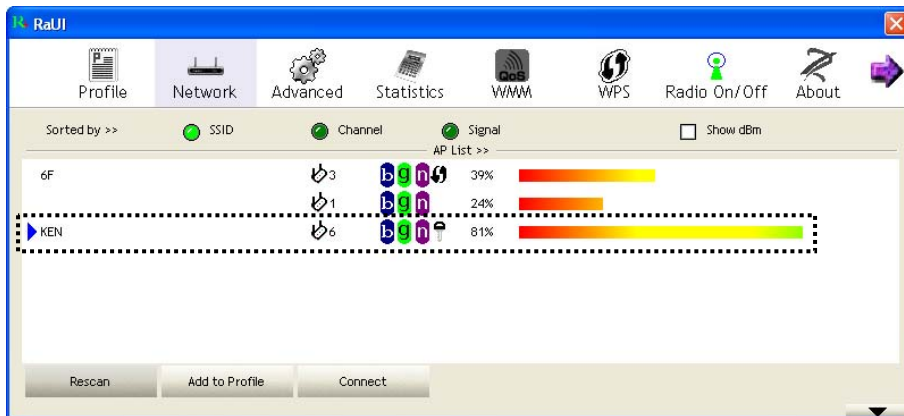 R RaUI
Profile Network Advanced QoS Statistics WMM WPS Radio On/Off About
Sorted by >> SSID Channel Signal Show dBm
AP List >>
6F 3 b g n 39%
1 b g n 24%
KEN 6 b g n 81%
Rescan Add to Profile Connect